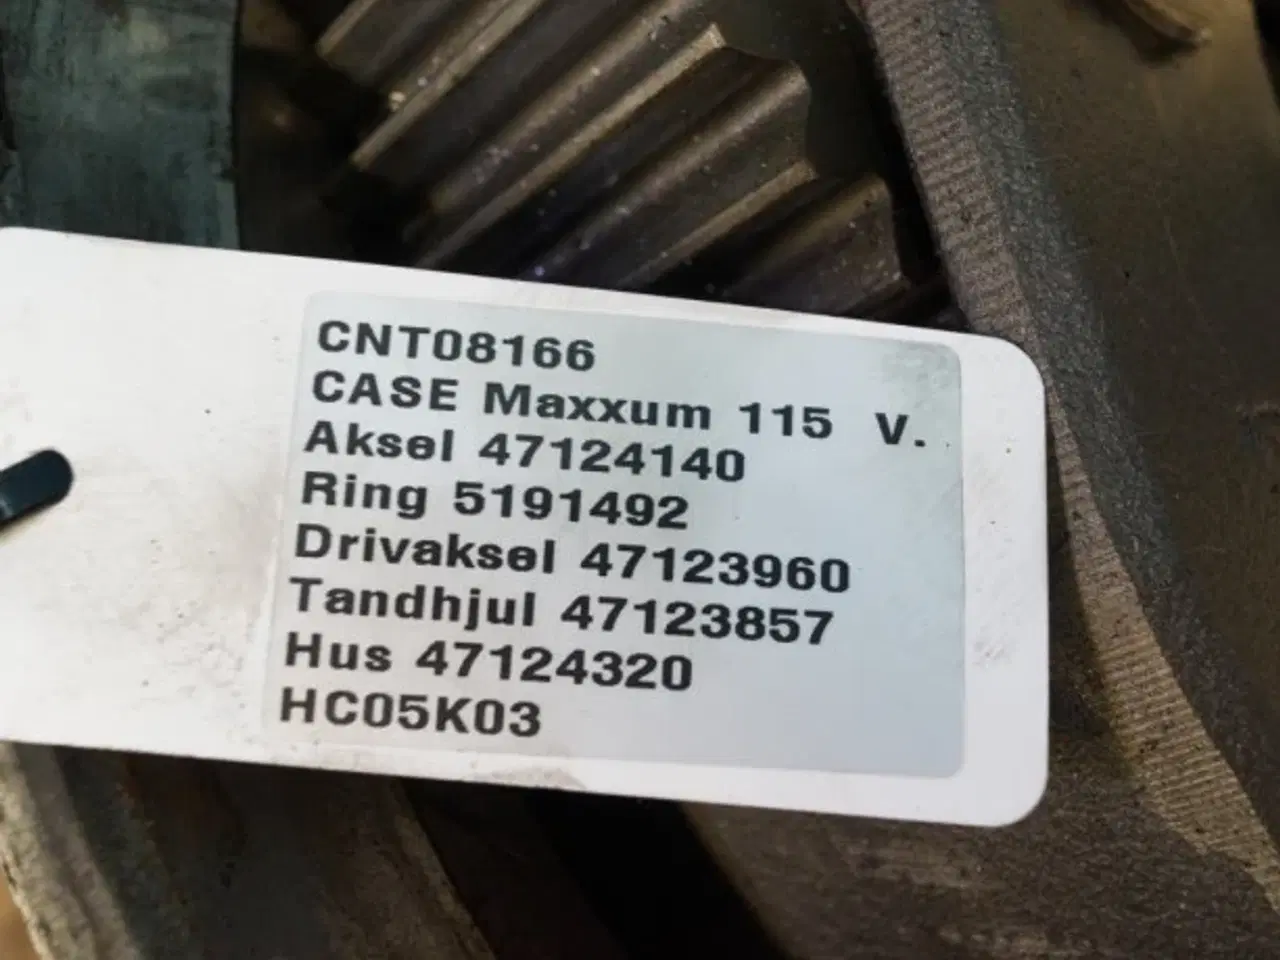 CNT08166
CASE Maxxum 115 V.
Aksel 47124140
Ring 5191492
Drivaksel 47123960
Tandhjul 47123857
Hus 47124320
HC05K03